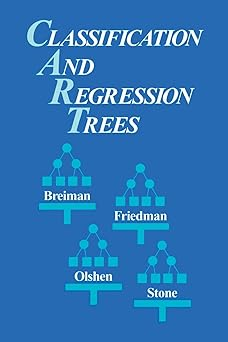 CLASSIFICATION
AND
REGRESSION
TREES
Breiman
Friedman
Olshen
Stone